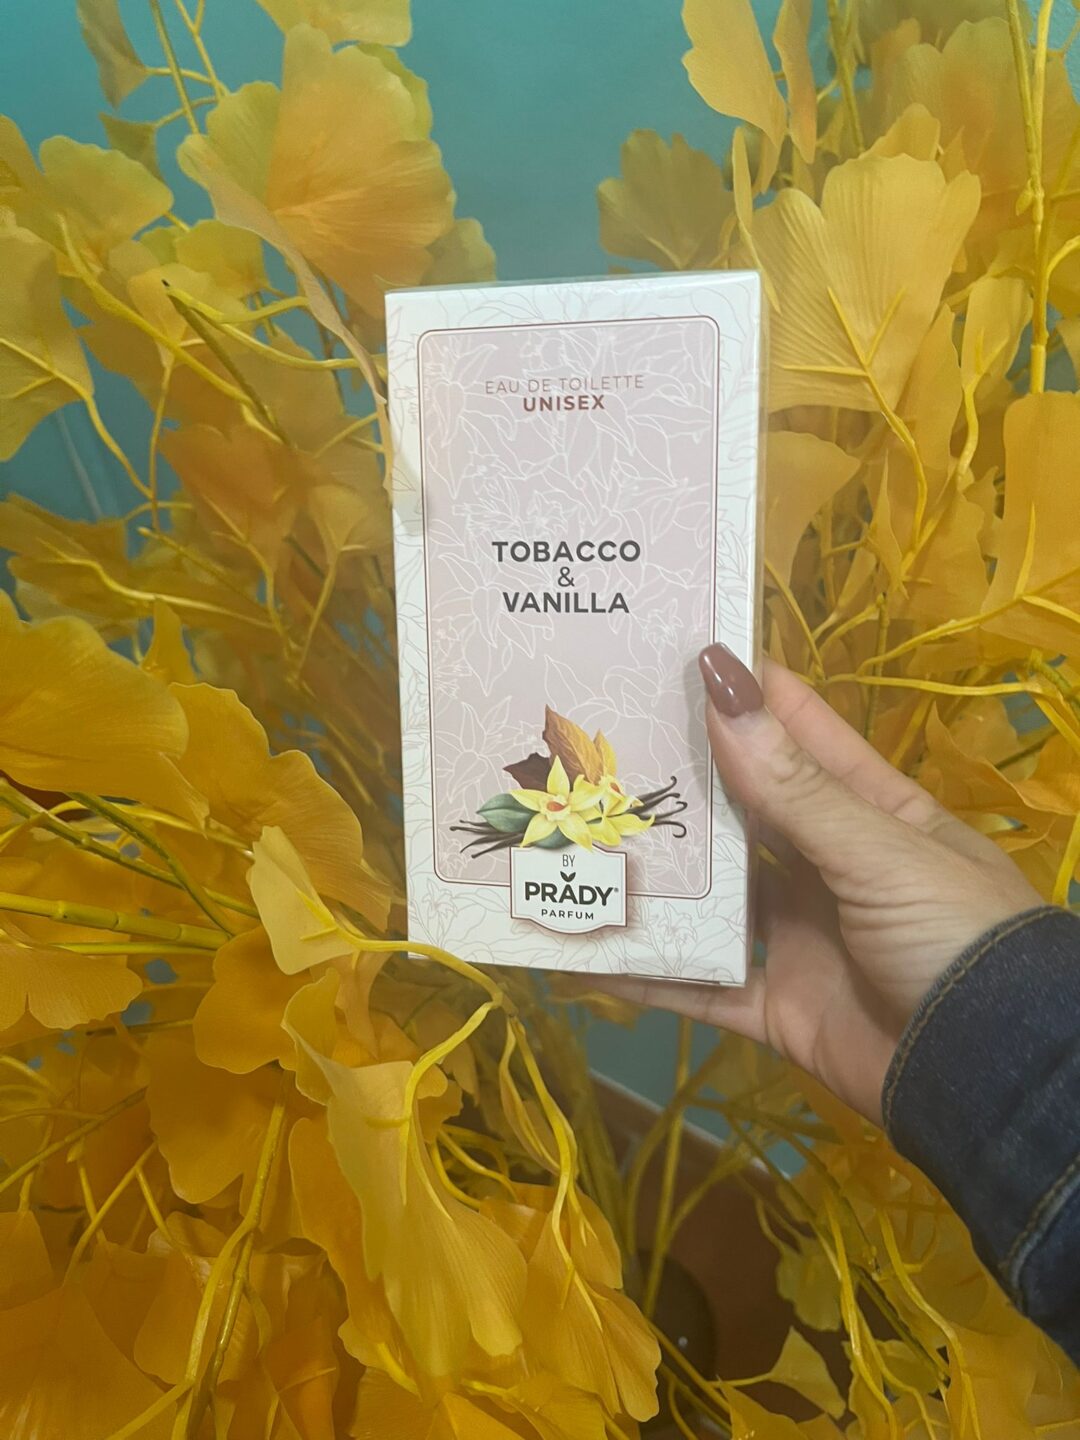 EAU DE TOILETTE
UNISEX
TOBACCO
&
VANILLA
BY
PRADY®
PARFUM